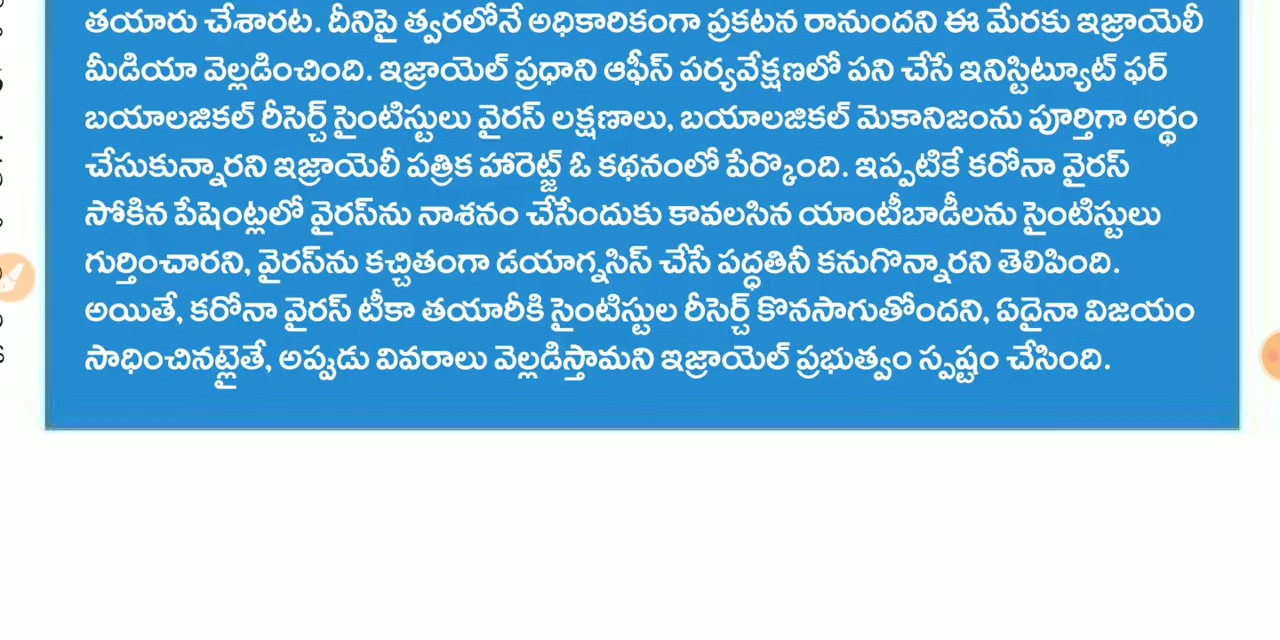 తయారు చేశారట. దీనిపై త్వరలోనే అధికారికంగా ప్రకటన రానుందని ఈ మేరకు ఇజ్రాయెలీ
మీడియా వెల్లడించింది. ఇజ్రాయెల్ ప్రధాని ఆఫీస్ పర్యవేక్షణలో పని చేసే ఇనిస్టిట్యూట్ ఫర్
బయాలజికల్ రీసెర్చ్ సైంటిస్టులు వైరస్ లక్షణాలు, బయాలజికల్ మెకానిజంను పూర్తిగా అర్థం
చేసుకున్నారని ఇజ్రాయెలీ పత్రిక హారెట్జ్ ఓ కథనంలో పేర్కొంది. ఇప్పటికే కరోనా వైరస్
సోకిన పేషెంట్లలో వైరస్‌ను నాశనం చేసేందుకు కావలసిన యాంటీబాడీలను సైంటిస్టులు
గుర్తించారని, వైరస్‌ను కచ్చితంగా డయాగ్నసిస్ చేసే పద్ధతినీ కనుగొన్నారని తెలిపింది.
అయితే, కరోనా వైరస్ టీకా తయారీకి సైంటిస్టుల రీసెర్చ్ కొనసాగుతోందని, ఏదైనా విజయం
సాధించినట్లైతే, అప్పుడు వివరాలు వెల్లడిస్తామని ఇజ్రాయెల్ ప్రభుత్వం స్పష్టం చేసింది.